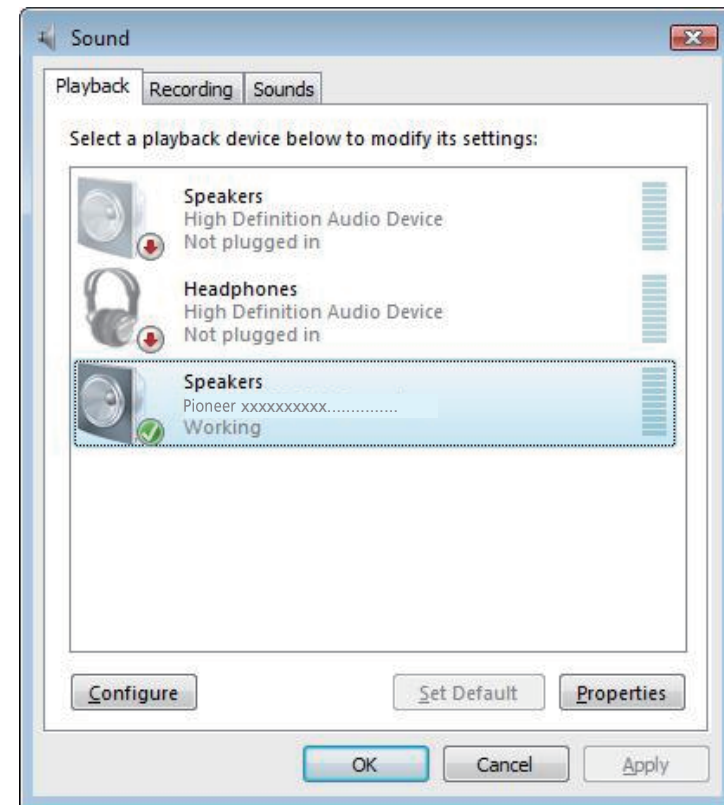 Sound
Playback Recording Sounds
Select a playback device below to modify its settings:
Speakers
High Definition Audio Device
Not plugged in
Headphones
High Definition Audio Device
Not plugged in
Speakers
Pioneer xxxxxxxxxx...............
Working
Configure Set Default Properties
OK Cancel Apply